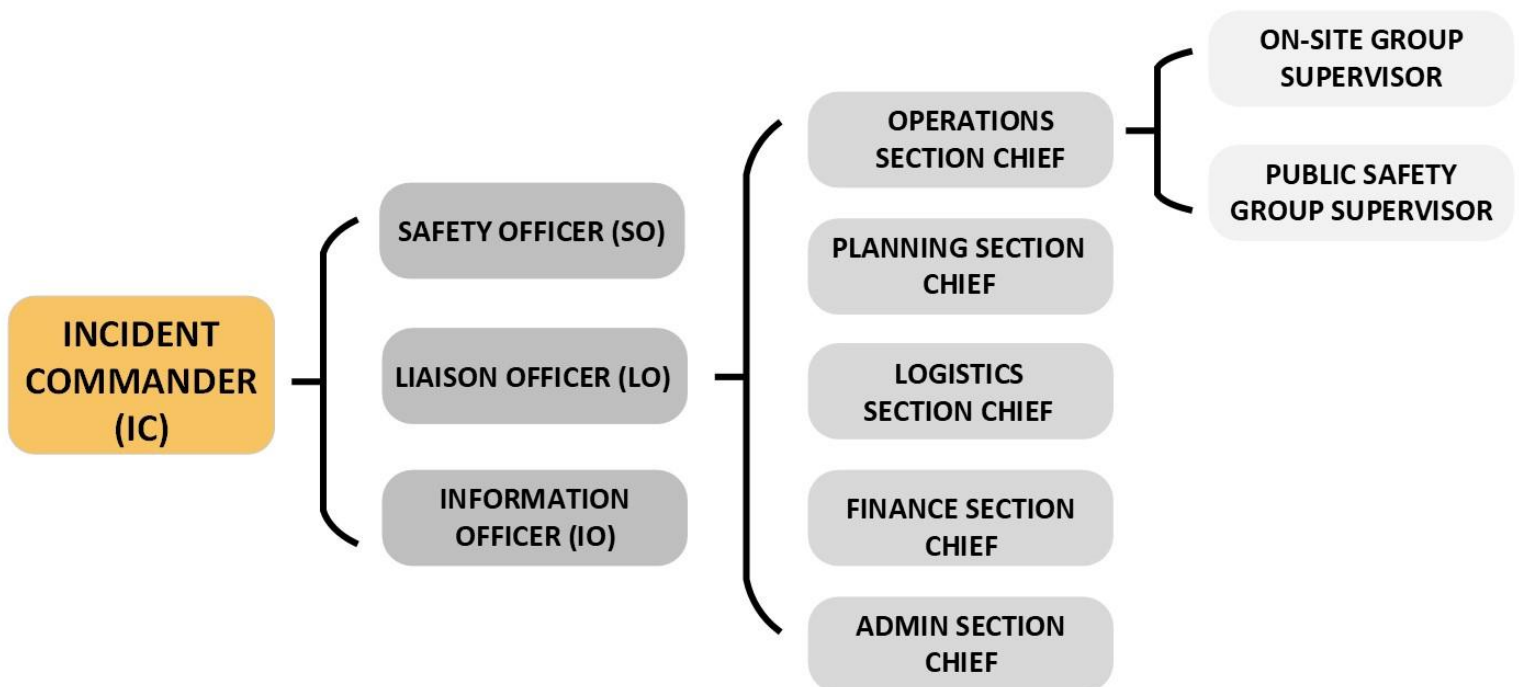 INCIDENT
COMMANDER
(IC)
SAFETY OFFICER (SO)
LIAISON OFFICER (LO)
INFORMATION
OFFICER (IO)
OPERATIONS
SECTION CHIEF
PLANNING SECTION
CHIEF
LOGISTICS
SECTION CHIEF
FINANCE SECTION
CHIEF
ADMIN SECTION
CHIEF
ON-SITE GROUP
SUPERVISOR
PUBLIC SAFETY
GROUP SUPERVISOR